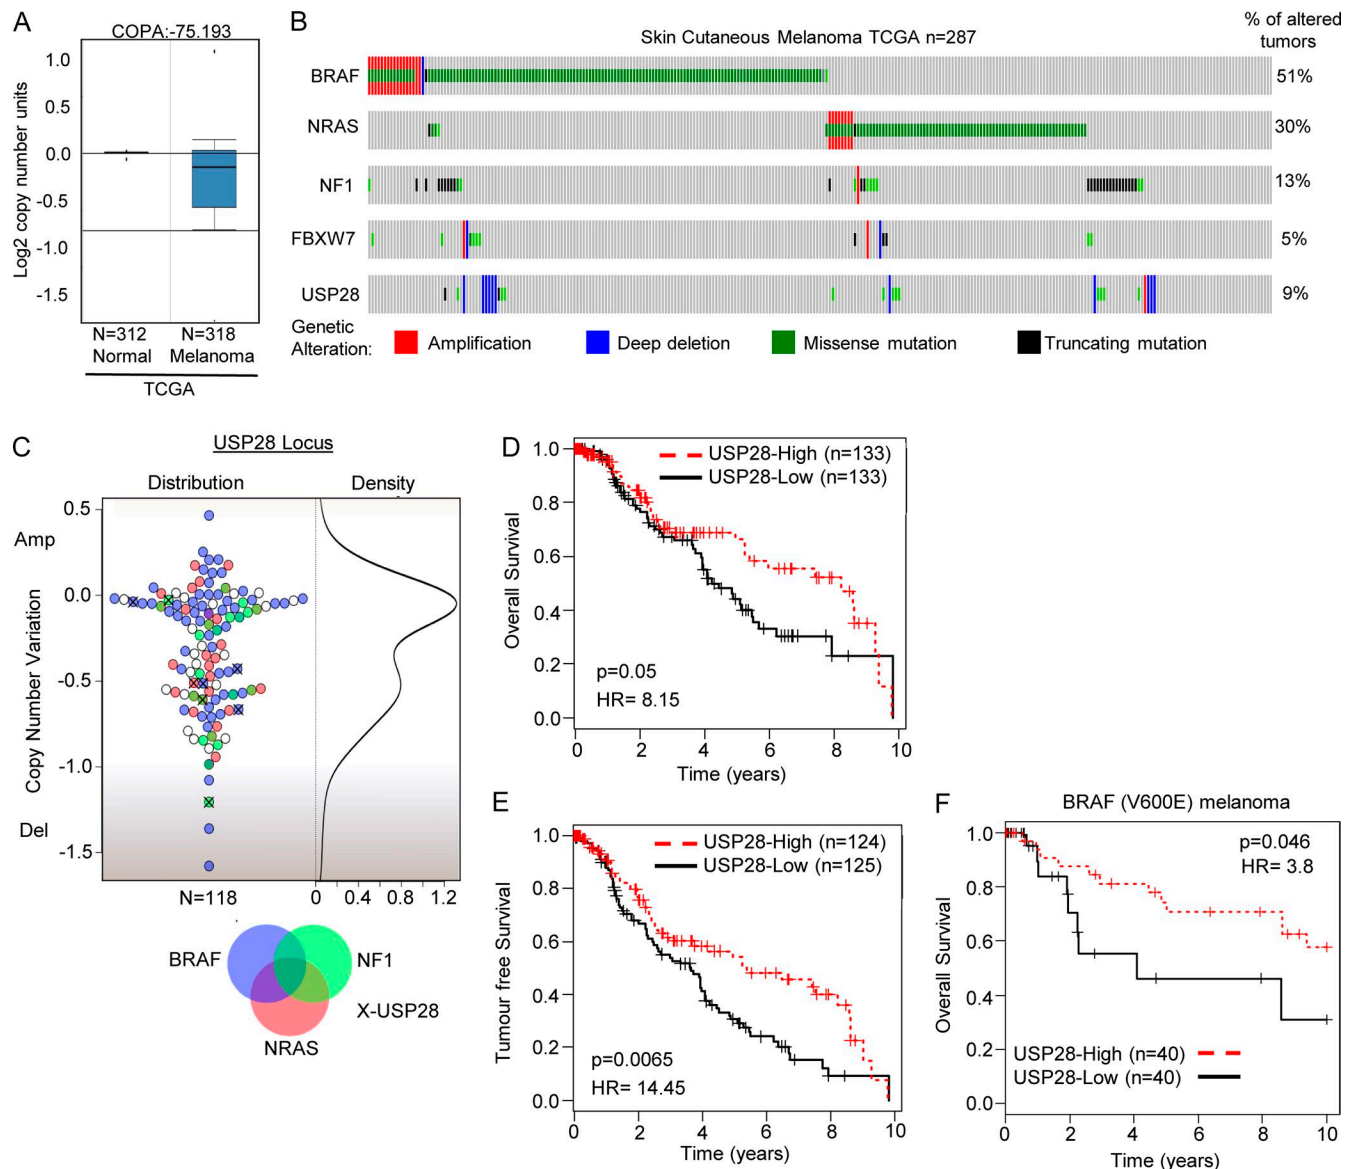 A
COPA:-75.193
Log2 copy number units
1.0
0.5
0.0
-0.5
-1.0
-1.5
N=312
Normal
N=318
Melanoma
TCGA
B
Skin Cutaneous Melanoma TCGA n=287
% of altered
tumors
BRAF
51%
NRAS
30%
NF1
13%
FBXW7
5%
USP28
9%
Genetic
Alteration:
Amplification
Deep deletion
Missense mutation
Truncating mutation
C
USP28 Locus
Distribution
Density
Copy Number Variation
Amp
Del
0.5
0.0
-0.5
-1.0
-1.5
N=118
0 0.4 0.8 1.2
BRAF
NF1
X-USP28
NRAS
D
Overall Survival
1.0
0.8
0.6
0.4
0.2
0.0
USP28-High (n=133)
USP28-Low (n=133)
p=0.05
HR= 8.15
0 2 4 6 8 10
Time (years)
E
Tumour free Survival
1.0
0.8
0.6
0.4
0.2
0.0
USP28-High (n=124)
USP28-Low (n=125)
p=0.0065
HR= 14.45
0 2 4 6 8 10
Time (years)
F
BRAF (V600E) melanoma
Overall Survival
1.0
0.8
0.6
0.4
0.2
0.0
p=0.046
HR= 3.8
USP28-High (n=40)
USP28-Low (n=40)
0 2 4 6 8 10
Time (years)